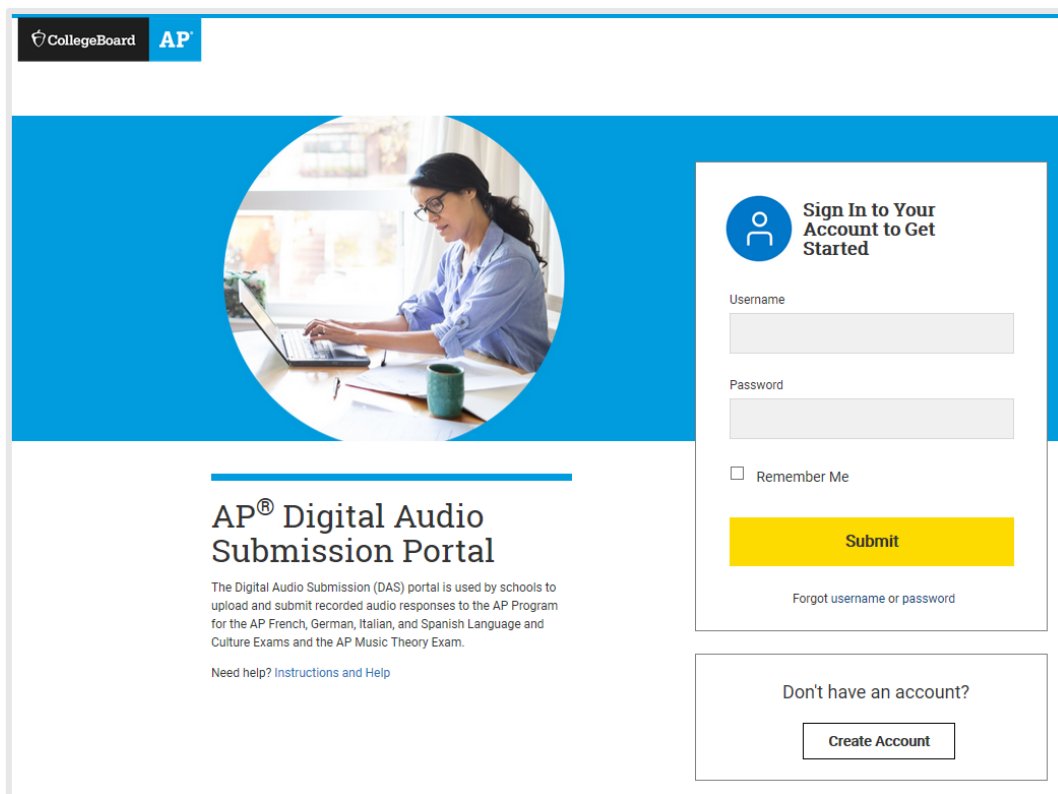 CollegeBoard AP®
Sign In to Your
Account to Get
Started
Username
Password
Remember Me
Submit
Forgot username or password
AP® Digital Audio
Submission Portal
The Digital Audio Submission (DAS) portal is used by schools to
upload and submit recorded audio responses to the AP Program
for the AP French, German, Italian, and Spanish Language and
Culture Exams and the AP Music Theory Exam.
Need help? Instructions and Help
Don't have an account?
Create Account